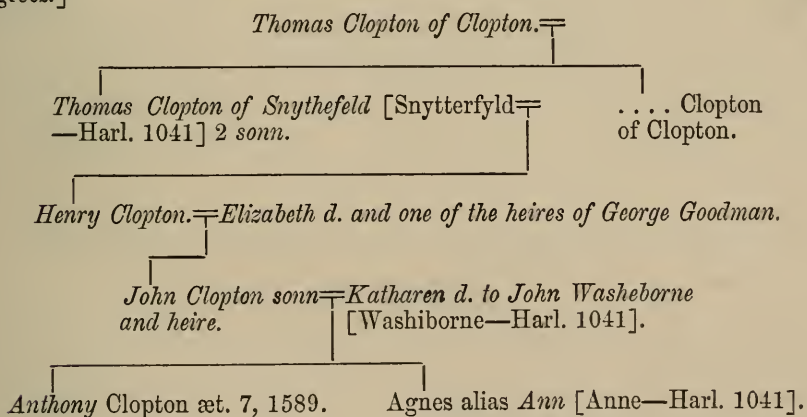 Thomas Clopton of Clopton.
Thomas Clopton of Snythefeld [Snytterfyld
—Harl. 1041] 2 sonn.
.... Clopton
of Clopton.
Henry Clopton. Elizabeth d. and one of the heires of George Goodman.
John Clopton sonn
and heire.
Katharen d. to John Washeborne
[Washiborne—Harl. 1041].
Anthony Clopton æt. 7, 1589.
Agnes alias Ann [Anne—Harl. 1041].